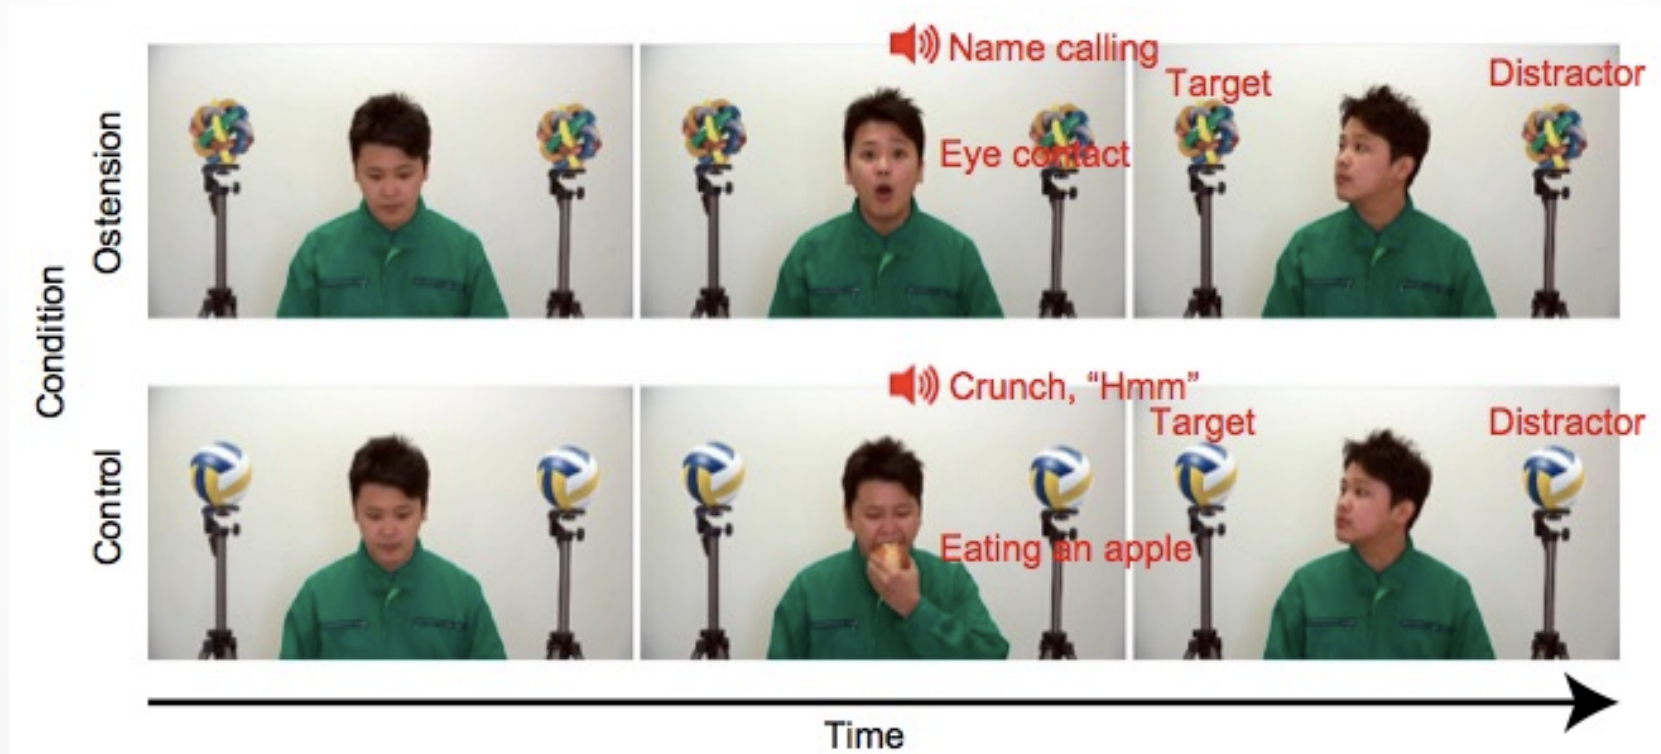 Condition
Ostension
Name calling
Eye contact
Target
Distractor
Control
Crunch, “Hmm”
Eating an apple
Target
Distractor
Time